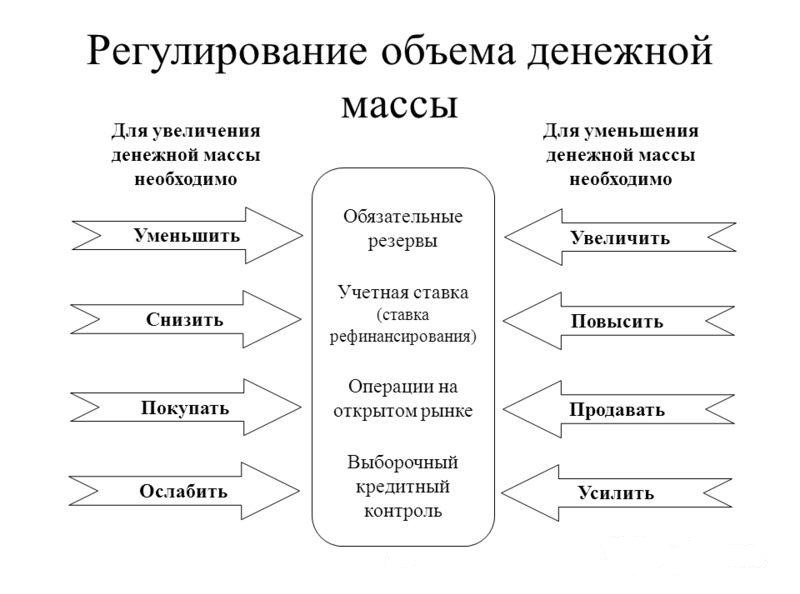 Регулирование объема денежной
массы
Для увеличения
денежной массы
необходимо
Для уменьшения
денежной массы
необходимо
Уменьшить
Обязательные
резервы
Увеличить
Снизить
Учетная ставка
(ставка
рефинансирования)
Повысить
Покупать
Операции на
открытом рынке
Продавать
Ослабить
Выборочный
кредитный
контроль
Усилить